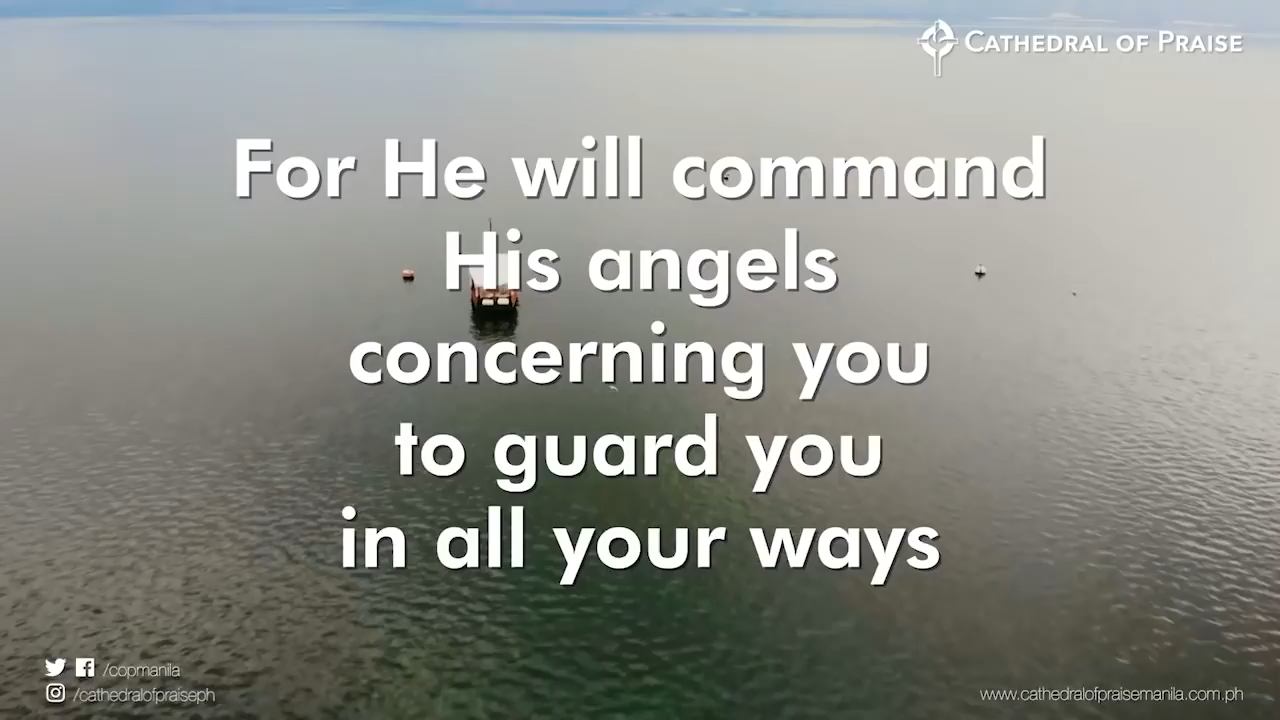 CATHEDRAL OF PRAISE
For He will command
His angels
concerning you
to guard you
in all your ways
/copmanila
/cathedralofpraiseph
www.cathedralofpraisemanila.com.ph